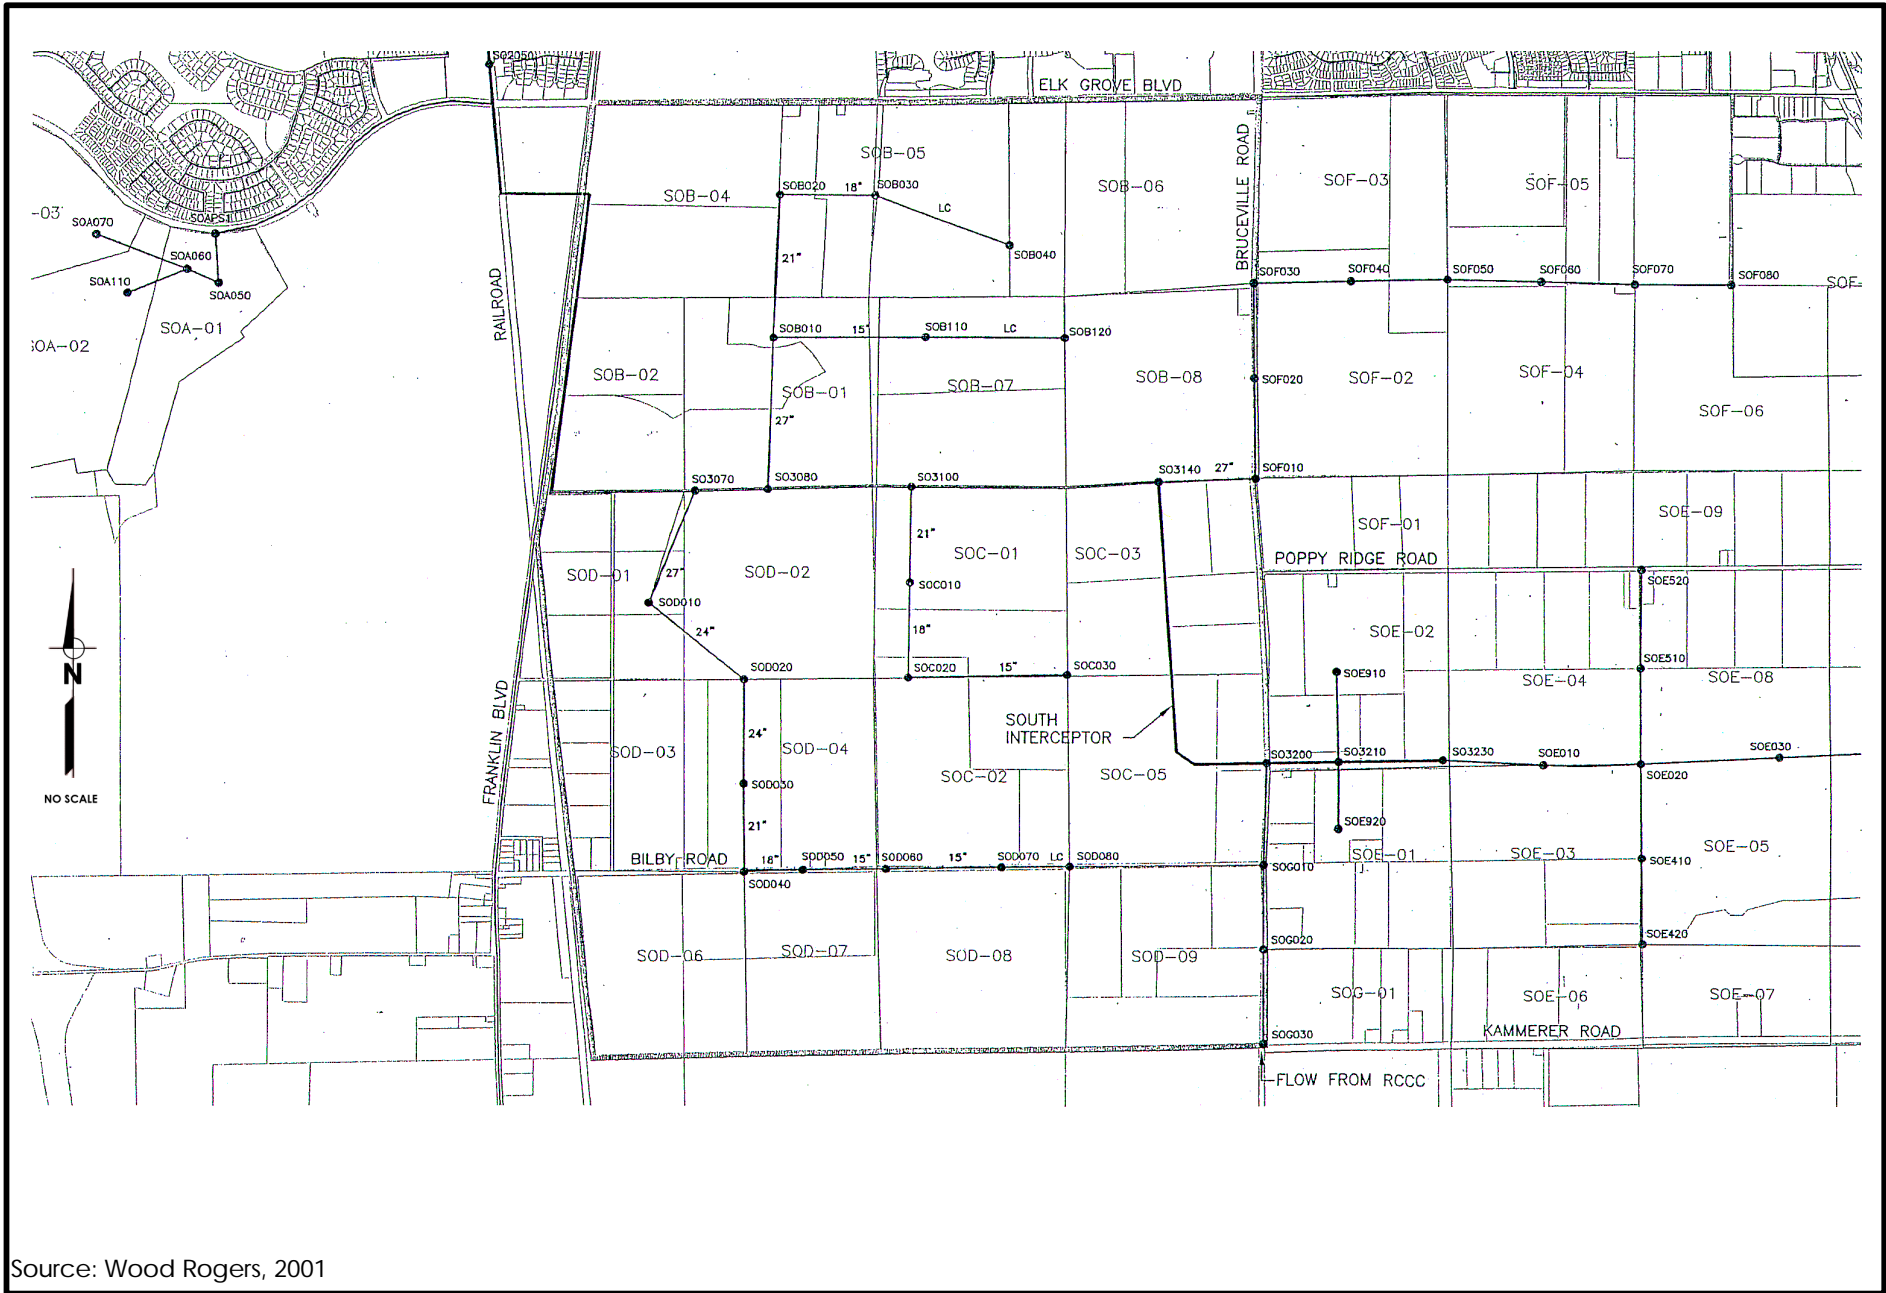 SO2050
ELK GROVE BLVD
SOB-05
BRUCEVILLE ROAD
SOB-04
SOB020
18"
SOB030
SOB-06
SOF-03
SOF-05
-03
SOA070
SOAPS1
LC
SOA060
21"
SOB040
SOA110
SOA050
SOF030
SOF040
SOF050
SOF060
SOF070
SOF080
SOF-
SOA-01
RAILROAD
SOB010
15"
SOB110
LC
SOB120
SOA-02
SOB-02
SOB-01
SOB-07
SOB-08
SOF020
SOF-02
SOF-04
27"
SOF-06
SO3070
SO3080
SO3100
SO3140
27"
SOF010
21"
SOF-01
SOE-09
SOD-01
27"
SOD-02
SOC-01
SOC-03
POPPY RIDGE ROAD
SOC010
SOE520
SOD010
24"
18"
SOE-02
SOD020
SOC020
15"
SOC030
SOE910
SOE510
SOE-04
SOE-08
N
FRANKLIN BLVD
SOUTH
INTERCEPTOR
24"
SOD-03
SOD-04
SO3200
SO3210
SO3230
SOE010
SOE020
SOE030
SOC-02
SOC-05
SOD030
NO SCALE
21"
SOE920
BILBY ROAD
18"
SOD050
15"
SOD060
15"
SOD070
LC
SOD080
SOG010
SOE-01
SOE-03
SOE410
SOE-05
SOD040
SOG020
SOE420
SOD-06
SOD-07
SOD-08
SOD-09
SOG-01
SOE-06
SOE-07
SOG030
KAMMERER ROAD
FLOW FROM RCCC
Source: Wood Rogers, 2001